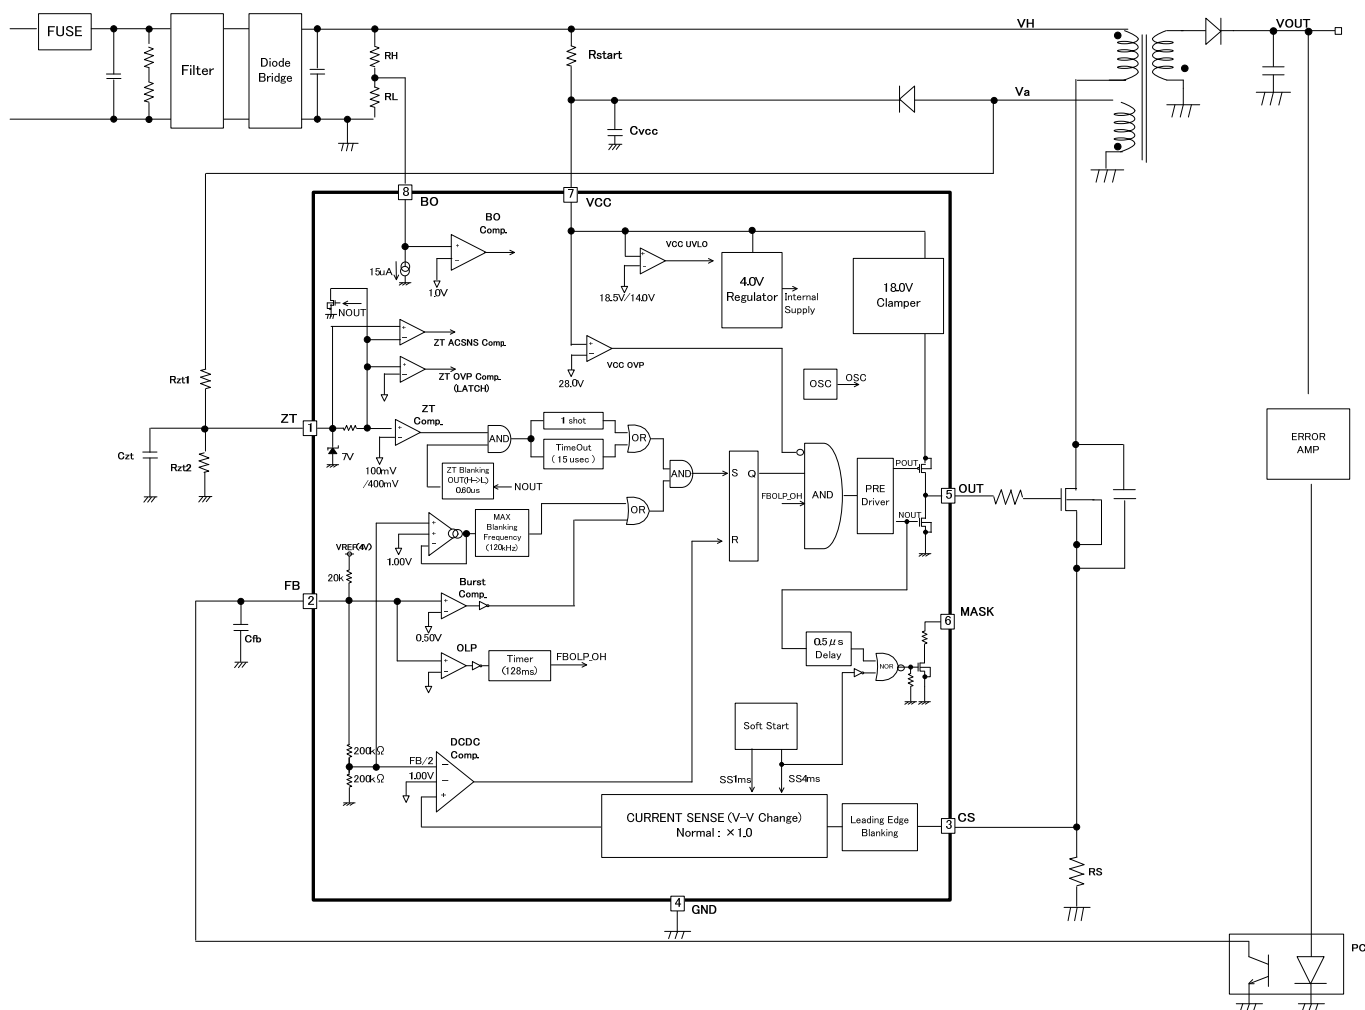 FUSE
Filter
Diode
Bridge
RH
RL
Rstart
VH
VOUT
Va
Cvcc
8
BO
7
VCC
BO
Comp.
15uA
1.0V
VCC UVLO
18.5V/14.0V
4.0V
Regulator
Internal
Supply
18.0V
Clamper
NOUT
ZT ACSNS Comp.
ZT OVP Comp.
(LATCH)
VCC OVP
28.0V
OSC
OSC
Rzt1
ZT
1
Czt
Rzt2
7V
ZT
Comp.
100mV
/400mV
AND
1 shot
TimeOut
( 15 usec )
OR
ZT Blanking
OUT(H->L)
0.60us
NOUT
AND
S
Q
R
FBOLP_OH
AND
PRE
Driver
POUT
NOUT
5
OUT
ERROR
AMP
OR
MAX
Blanking
Frequency
(120kHz)
1.00V
VREF(4V)
20k
FB
2
Cfb
Burst
Comp.
0.50V
OLP
Timer
(128ms)
FBOLP_OH
MASK
6
0.5μs
Delay
NOR
Soft Start
SS1ms
SS4ms
DCDC
Comp.
200kΩ
FB/2
1.00V
200kΩ
CURRENT SENSE (V-V Change)
Normal : ×1.0
Leading Edge
Blanking
3
CS
RS
4
GND
PC